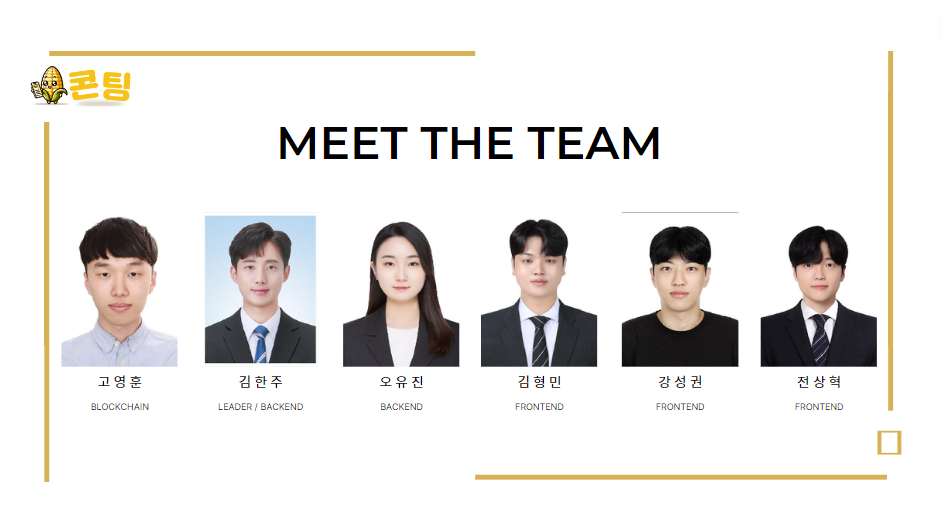 콘팅
MEET THE TEAM
고영훈
BLOCKCHAIN
김한주
LEADER / BACKEND
오유진
BACKEND
김형민
FRONTEND
강성권
FRONTEND
전상혁
FRONTEND